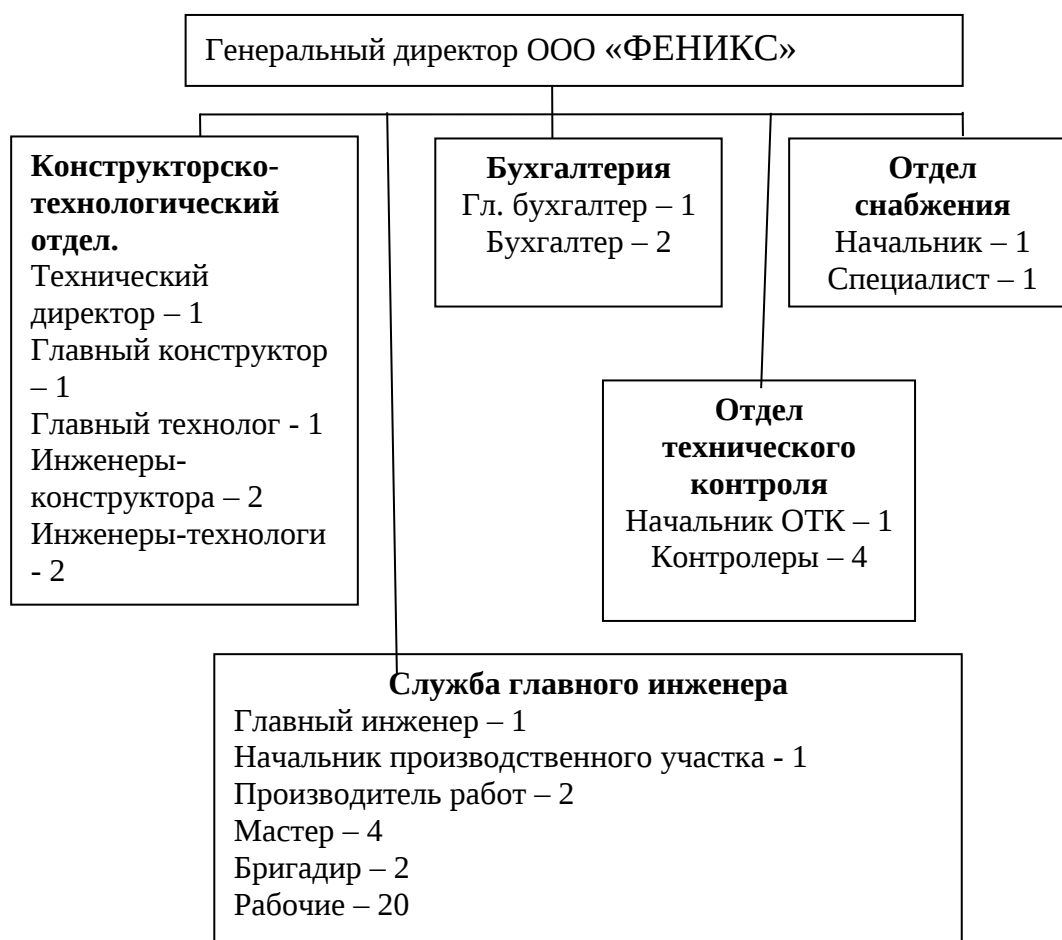 Генеральный директор ООО «ФЕНИКС»
Конструкторско-
технологический
отдел.
Технический
директор – 1
Главный конструктор
– 1
Главный технолог - 1
Инженеры-
конструктора – 2
Инженеры-технологи
- 2
Бухгалтерия
Гл. бухгалтер – 1
Бухгалтер – 2
Отдел
снабжения
Начальник – 1
Специалист – 1
Отдел
технического
контроля
Начальник ОТК – 1
Контролеры – 4
Служба главного инженера
Главный инженер – 1
Начальник производственного участка - 1
Производитель работ – 2
Мастер – 4
Бригадир – 2
Рабочие – 20